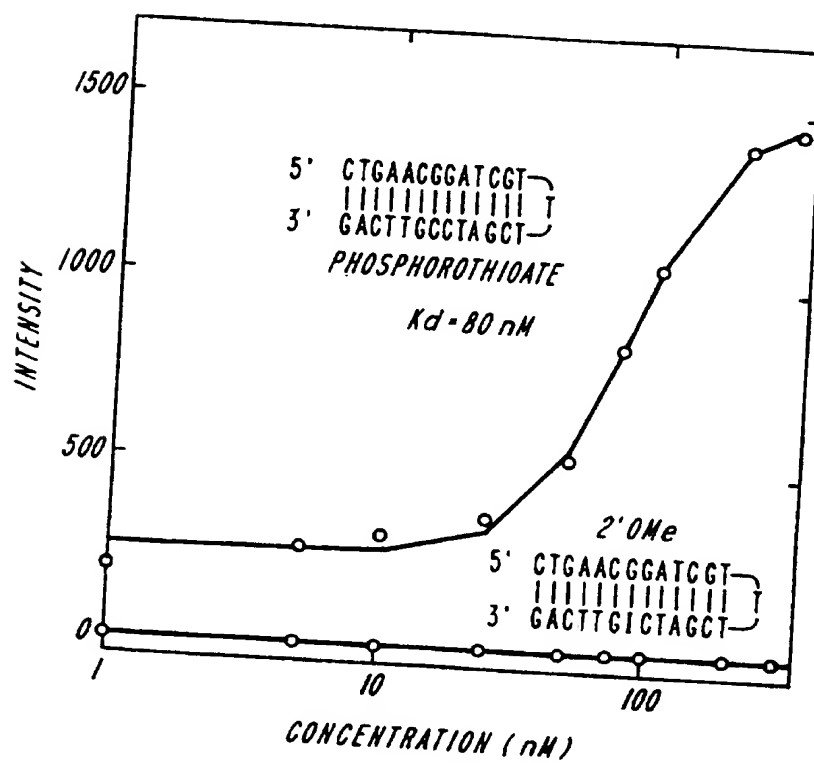 1500
1000
500
0
INTENSITY
5' CTGAACGGATCGT
T
3' GACTTGCCTAGCT
PHOSPHOROTHIOATE
Kd = 80 nM
2'OMe
5' CTGAACGGATCGT
T
3' GACTTGICTAGCT
1
10
100
CONCENTRATION (nM)